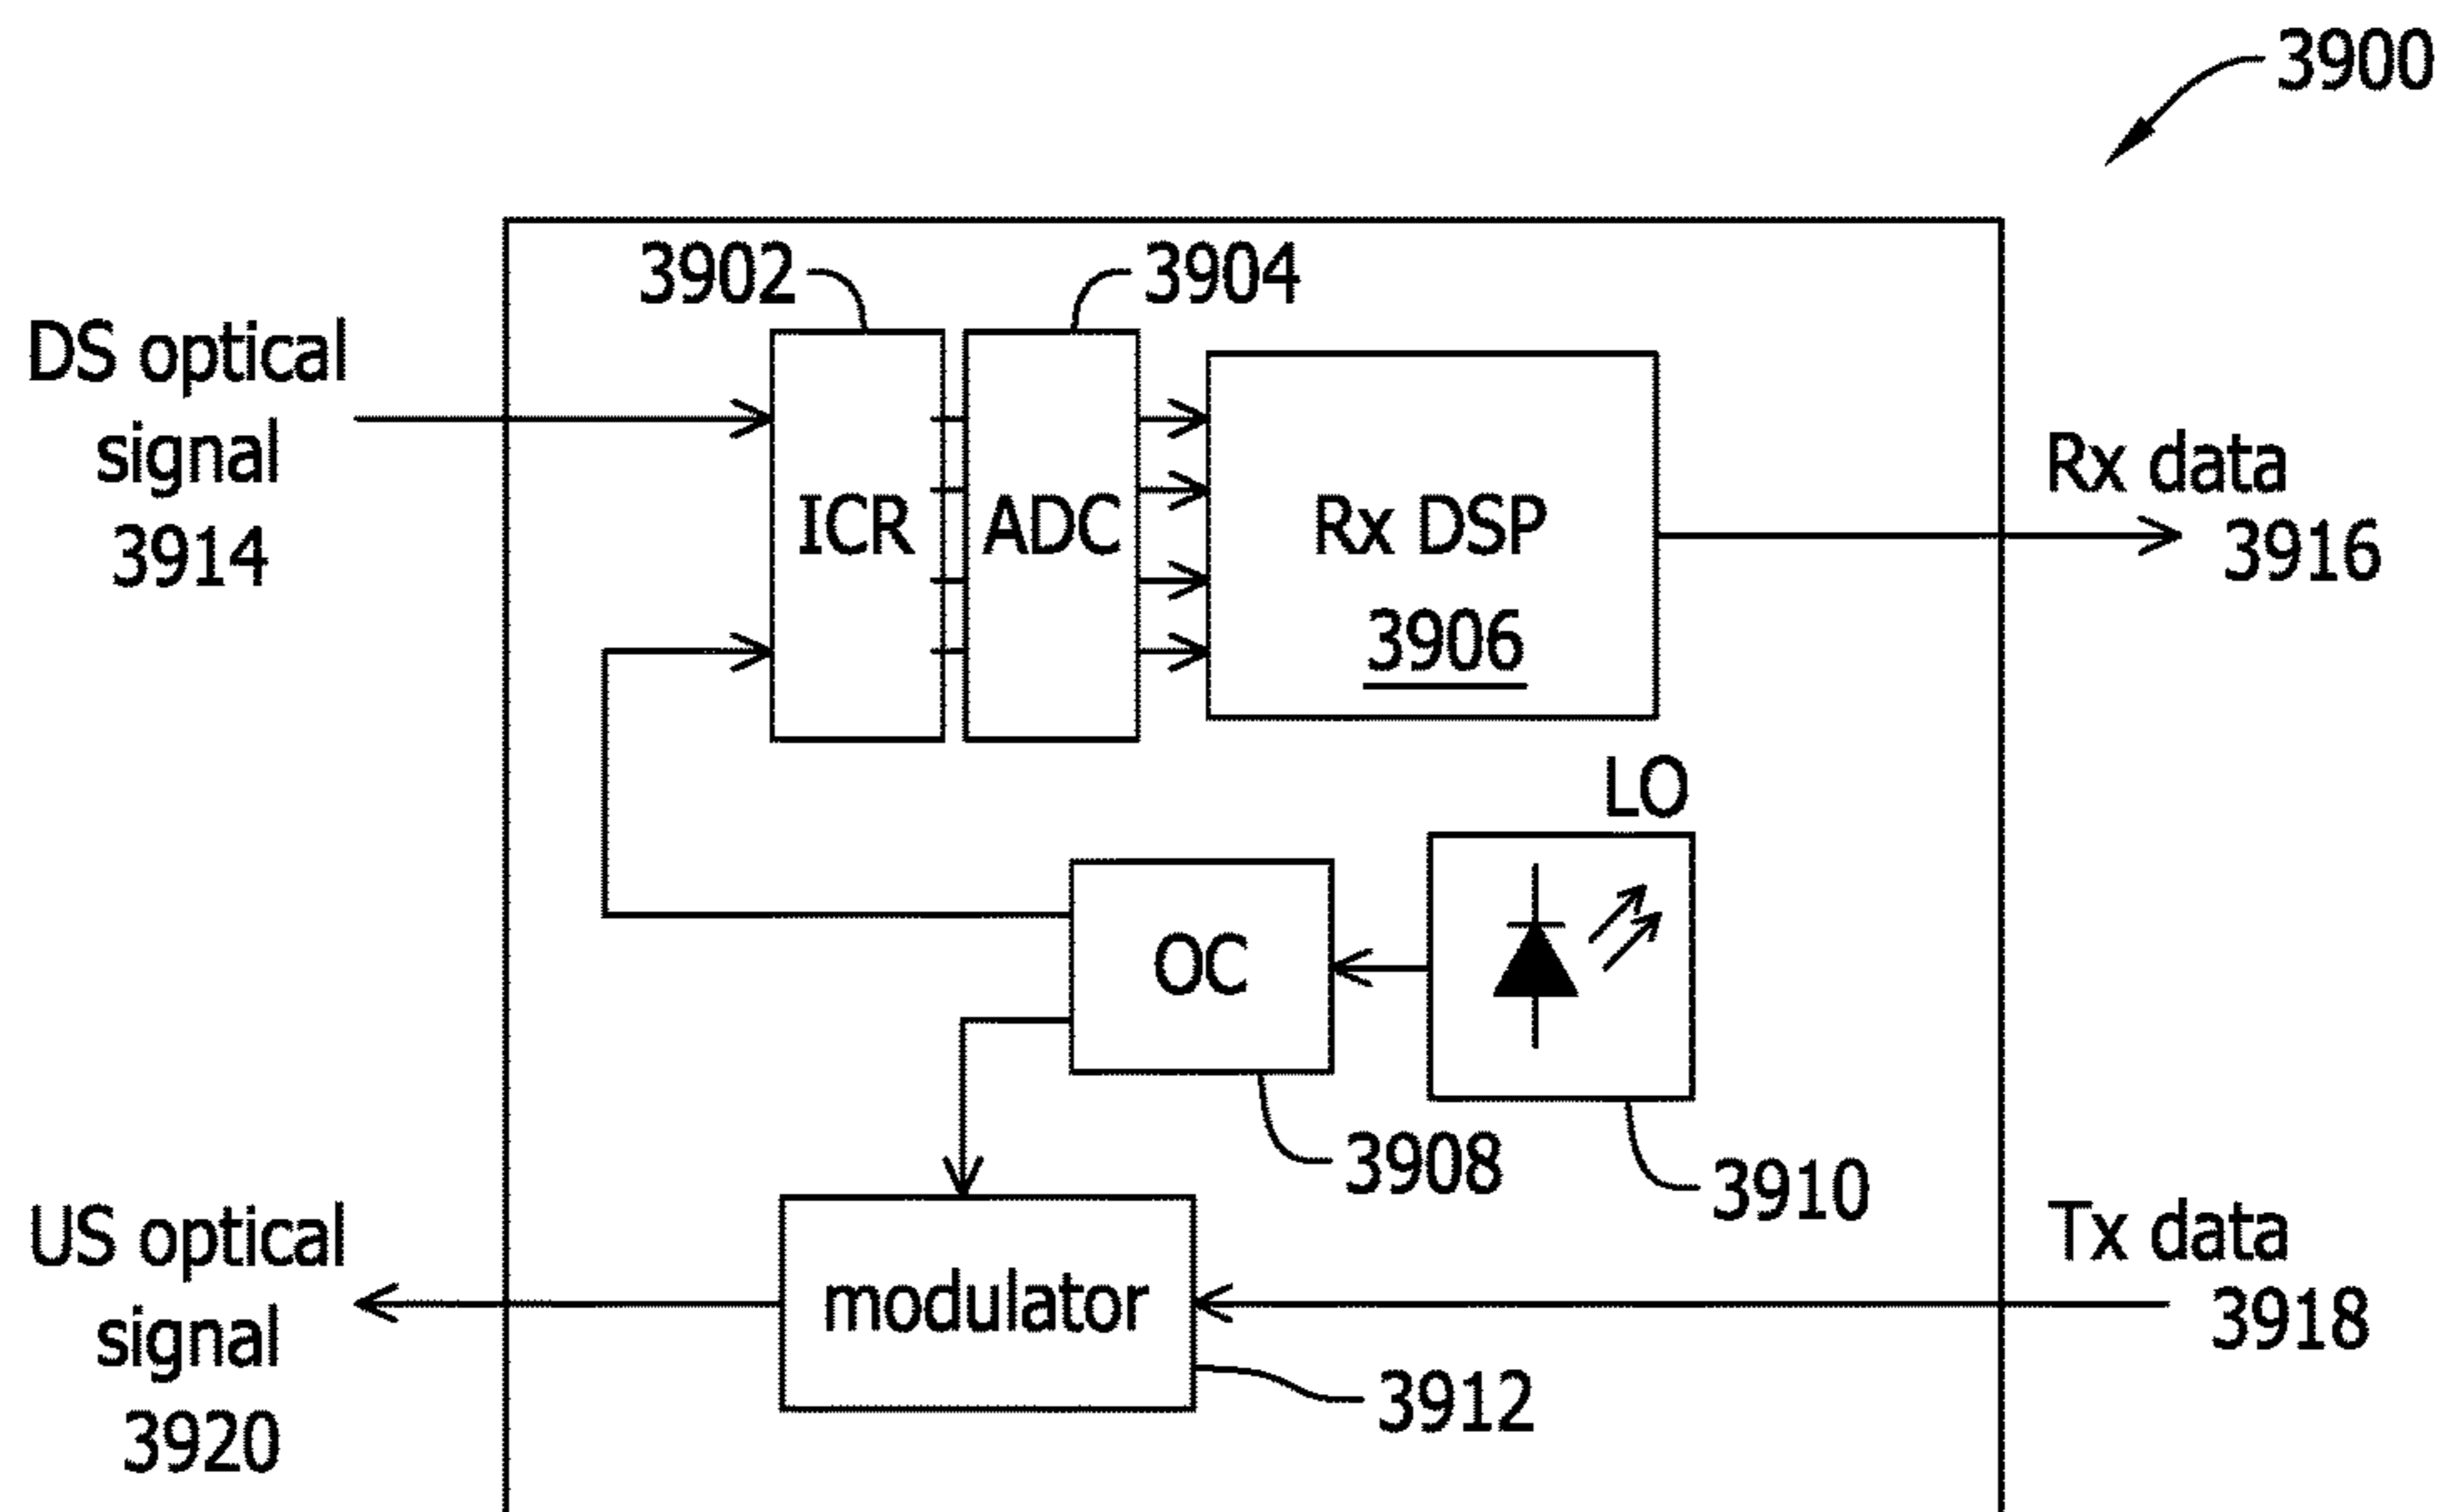 3900
3902
3904
DS optical
signal
3914
ICR
ADC
Rx DSP
3906
Rx data
3916
LO
OC
3908
3910
US optical
signal
3920
modulator
3912
Tx data
3918